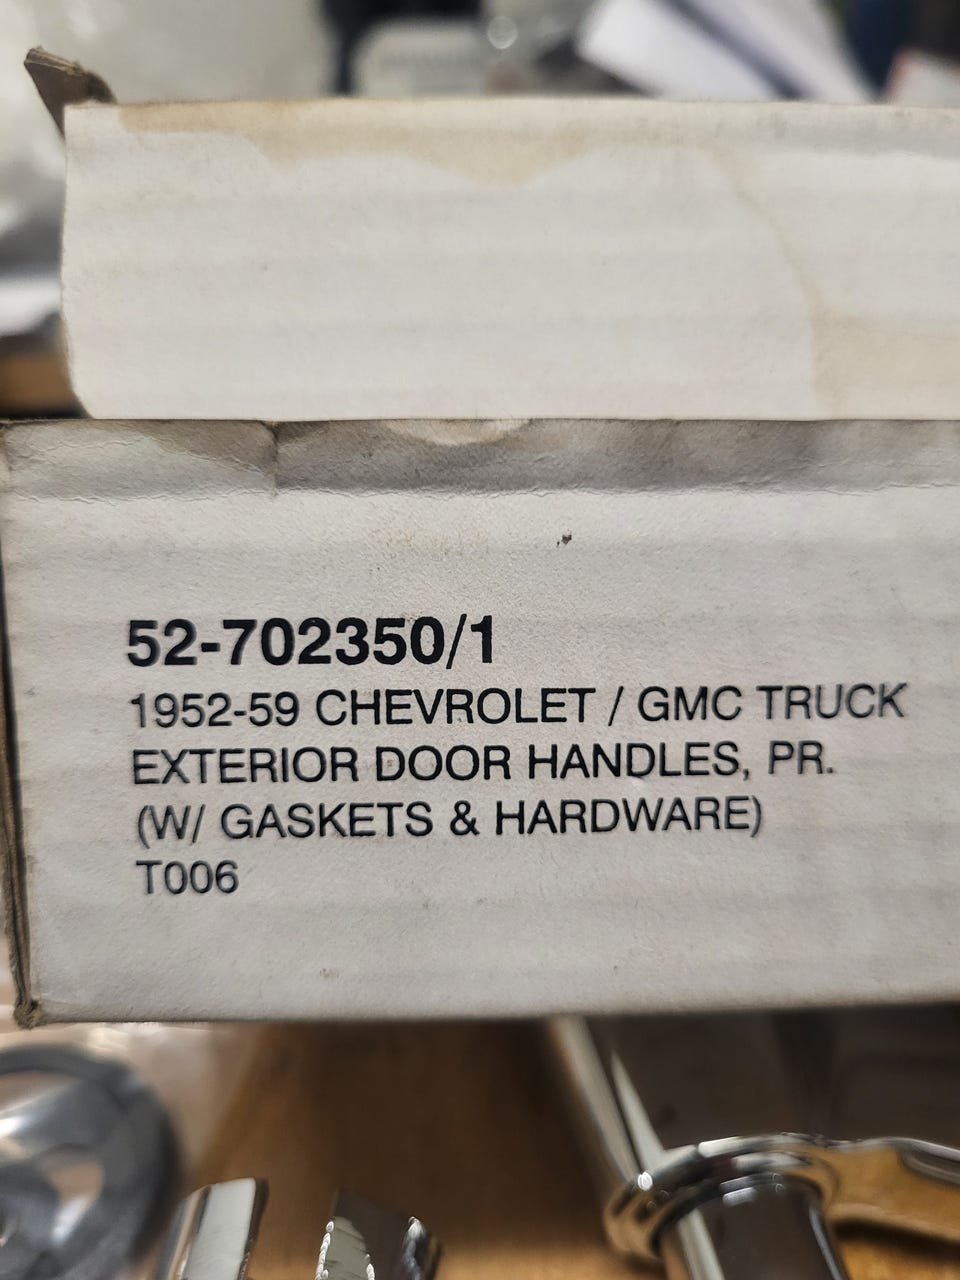 52-702350/1
1952-59 CHEVROLET / GMC TRUCK
EXTERIOR DOOR HANDLES, PR.
(W/ GASKETS & HARDWARE)
T006